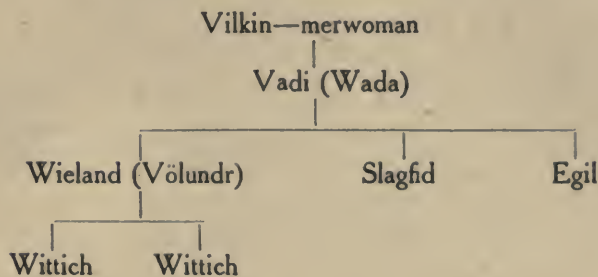 Vilkin—merwoman
Vadi (Wada)
Wieland (Völundr) Slagfid Egil
Wittich Wittich